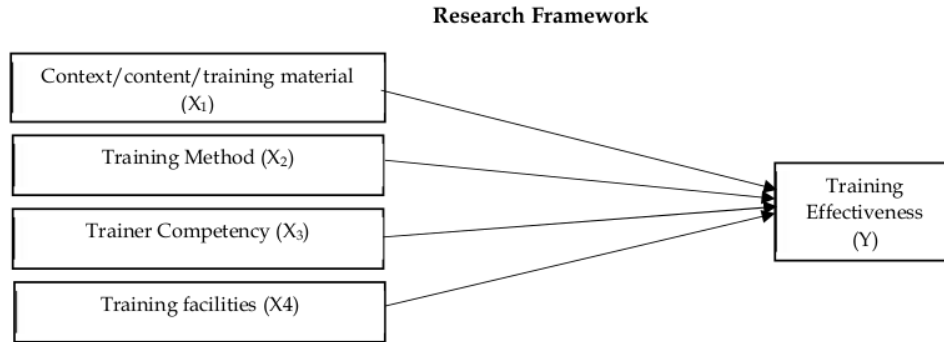 Research Framework
Context/content/training material
(X₁)
Training Method (X₂)
Trainer Competency (X₃)
Training facilities (X4)
Training
Effectiveness
(Y)